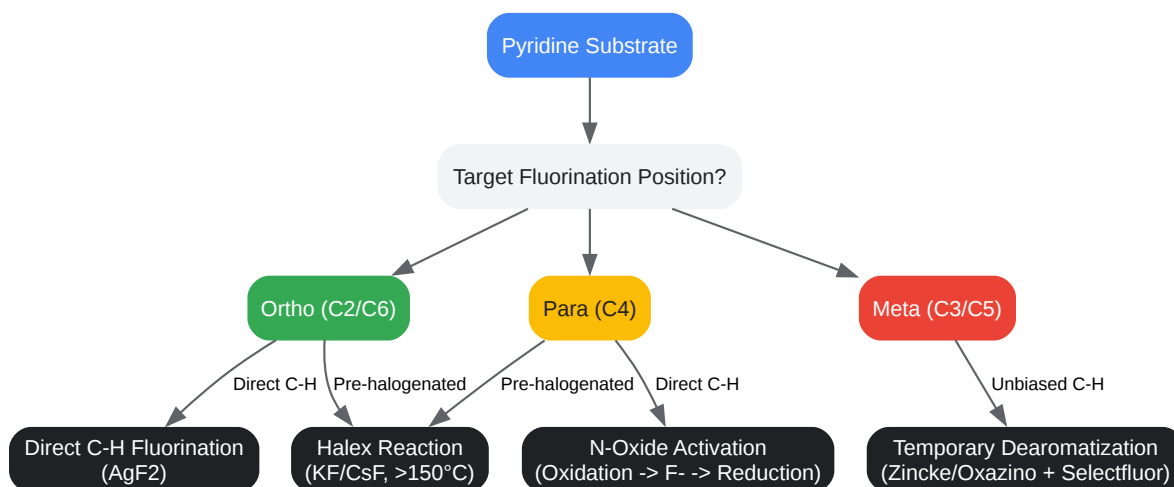 Pyridine Substrate
Target Fluorination Position?
Ortho (C2/C6)
Para (C4)
Meta (C3/C5)
Direct C-H
Pre-halogenated
Pre-halogenated
Direct C-H
Unbiased C-H
Direct C-H Fluorination
(AgF2)
Halex Reaction
(KF/CsF, >150°C)
N-Oxide Activation
(Oxidation -> F- -> Reduction)
Temporary Dearomatization
(Zincke/Oxazino + Selectfluor)